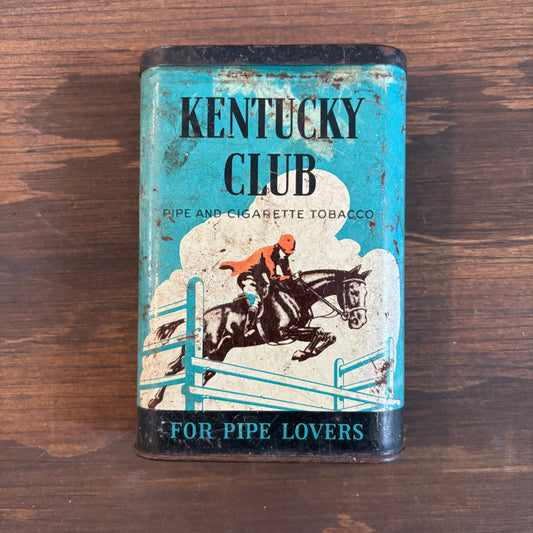 KENTUCKY
CLUB
PIPE AND CIGARETTE TOBACCO
FOR PIPE LOVERS